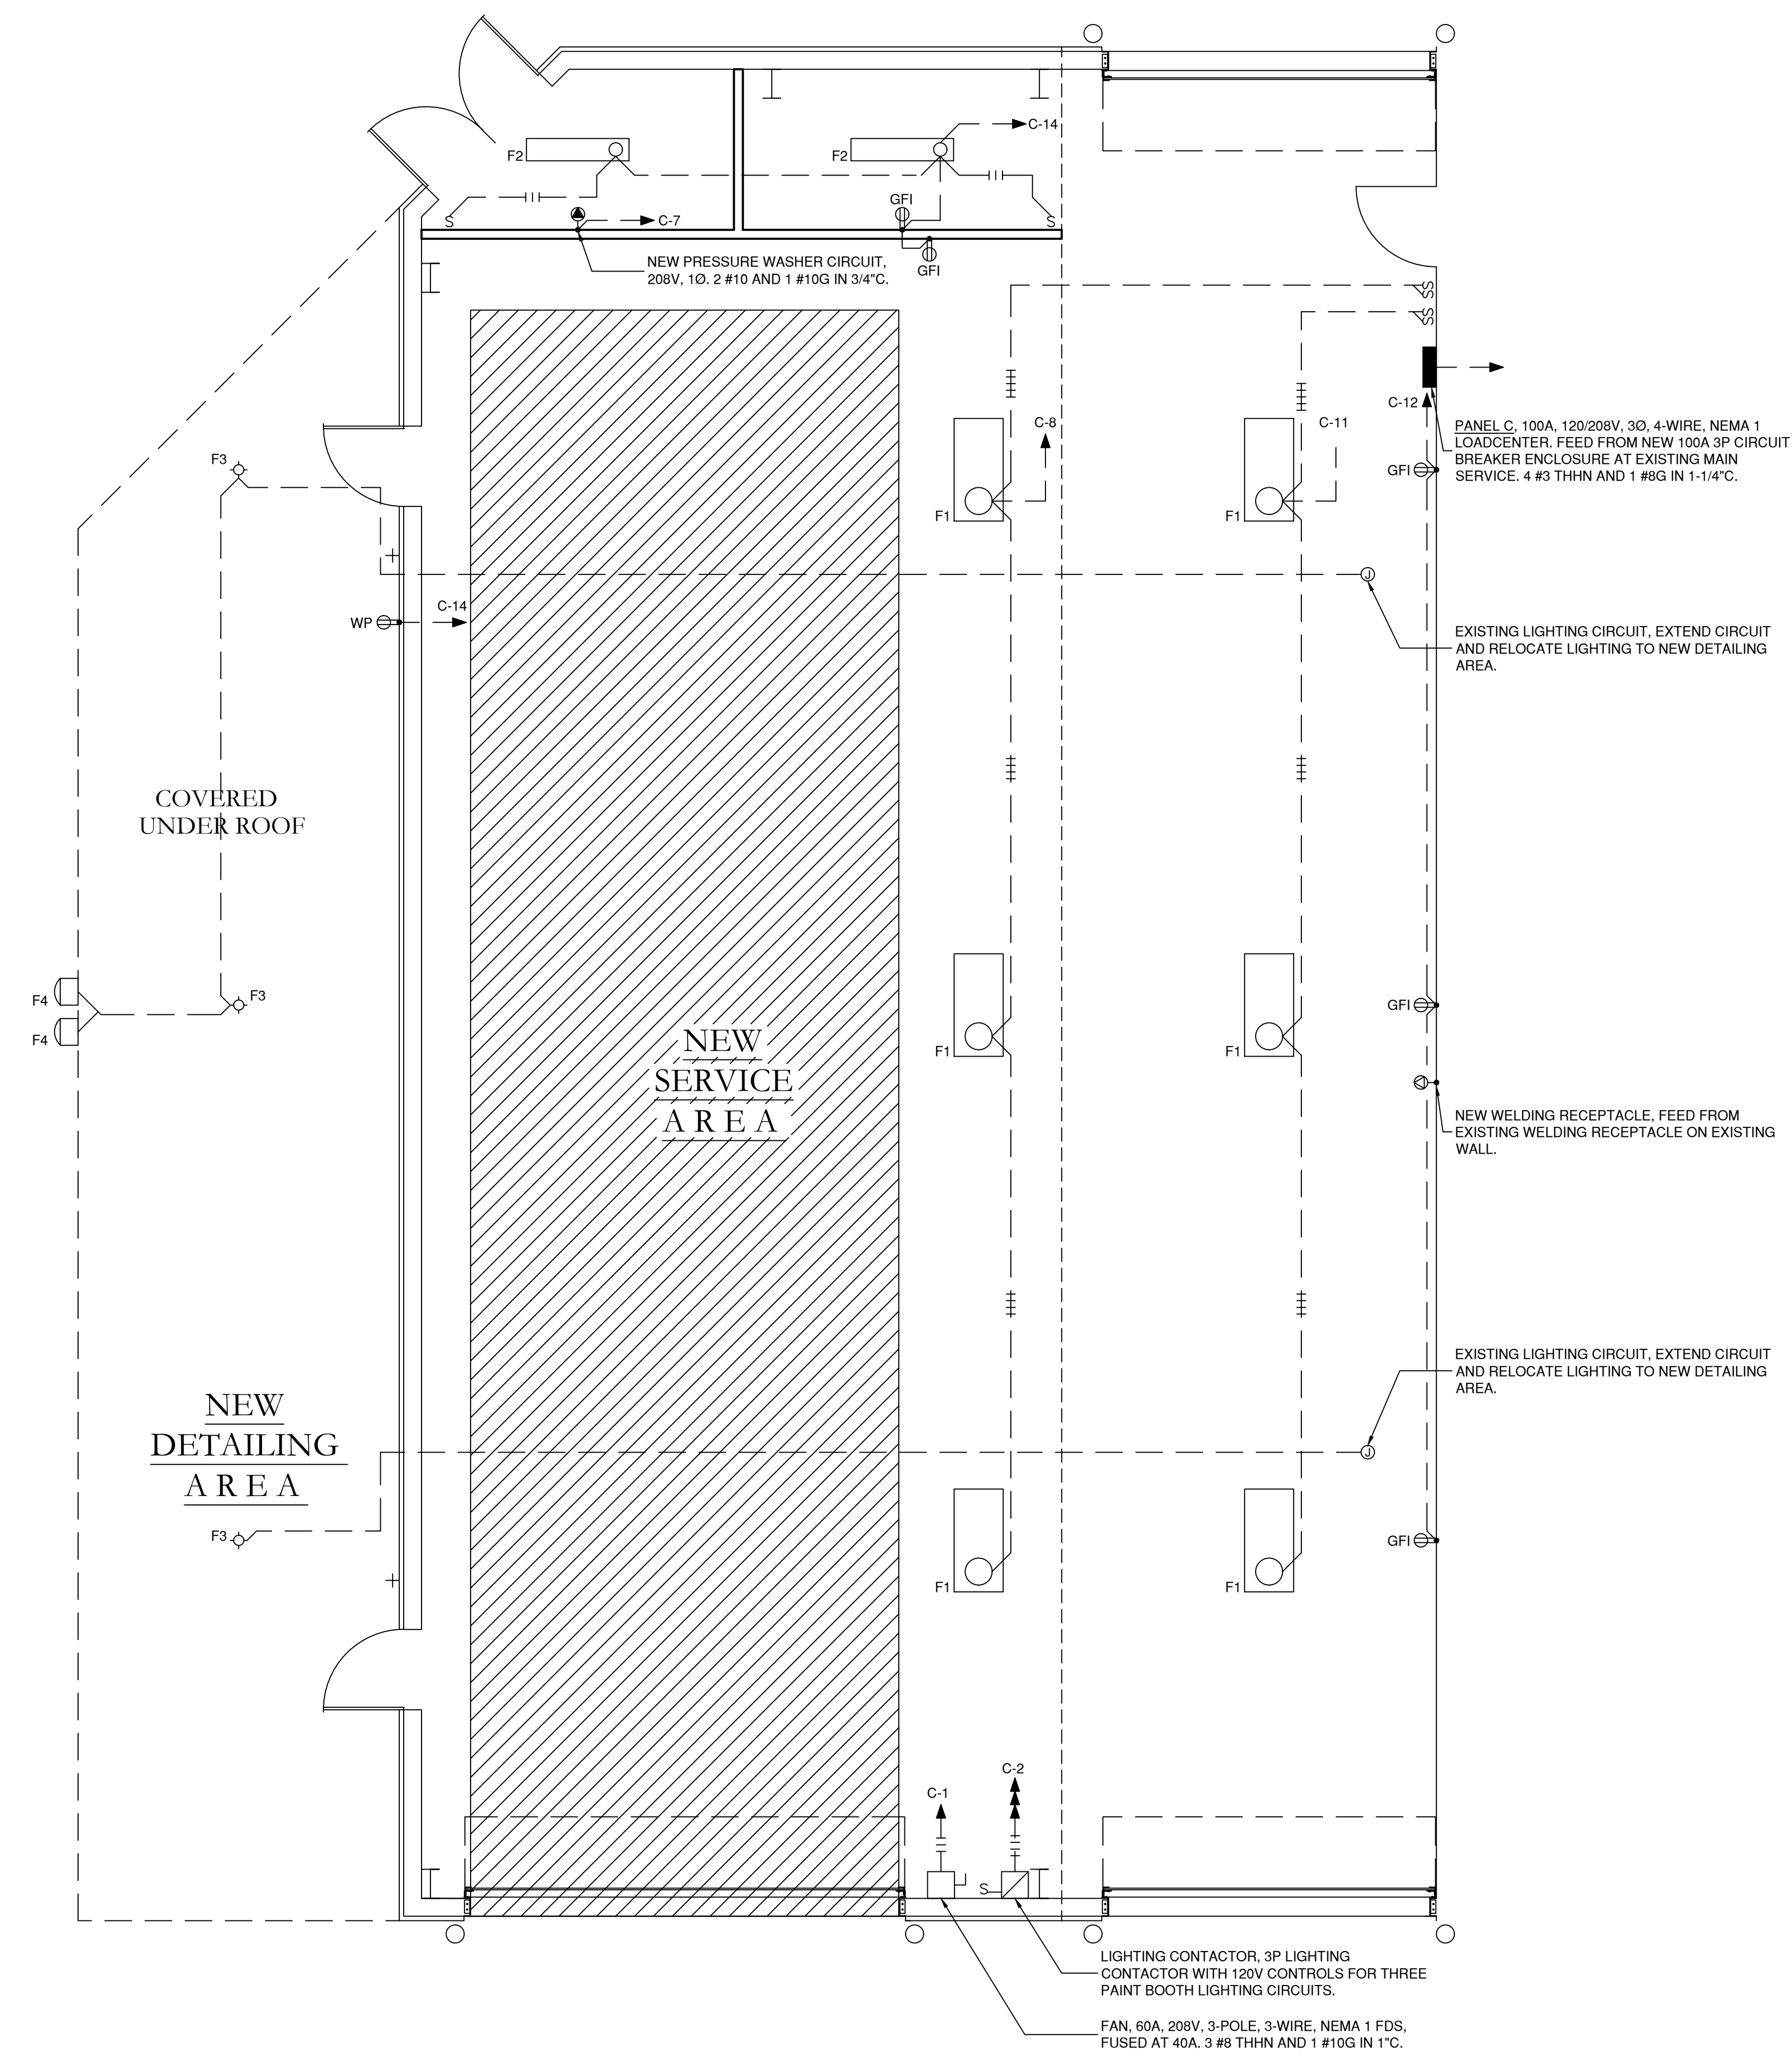 C-14
F2
F2
GFI
S
C-7
S
GFI
NEW PRESSURE WASHER CIRCUIT,
208V, 1Ø. 2 #10 AND 1 #10G IN 3/4"C.
S
S
S
S
C-12
C-8
C-11
PANEL C, 100A, 120/208V, 3Ø, 4-WIRE, NEMA 1
LOADCENTER. FEED FROM NEW 100A 3P CIRCUIT
BREAKER ENCLOSURE AT EXISTING MAIN
SERVICE. 4 #3 THHN AND 1 #8G IN 1-1/4"C.
F3
GFI
F1
F1
J
C-14
WP
EXISTING LIGHTING CIRCUIT, EXTEND CIRCUIT
AND RELOCATE LIGHTING TO NEW DETAILING
AREA.
COVERED
UNDER ROOF
F4
F3
F4
GFI
NEW
SERVICE
AREA
F1
F1
NEW WELDING RECEPTACLE, FEED FROM
EXISTING WELDING RECEPTACLE ON EXISTING
WALL.
EXISTING LIGHTING CIRCUIT, EXTEND CIRCUIT
AND RELOCATE LIGHTING TO NEW DETAILING
AREA.
NEW
DETAILING
AREA
J
F3
GFI
F1
F1
C-2
C-1
S
LIGHTING CONTACTOR, 3P LIGHTING
CONTACTOR WITH 120V CONTROLS FOR THREE
PAINT BOOTH LIGHTING CIRCUITS.
FAN, 60A, 208V, 3-POLE, 3-WIRE, NEMA 1 FDS,
FUSED AT 40A. 3 #8 THHN AND 1 #10G IN 1"C.